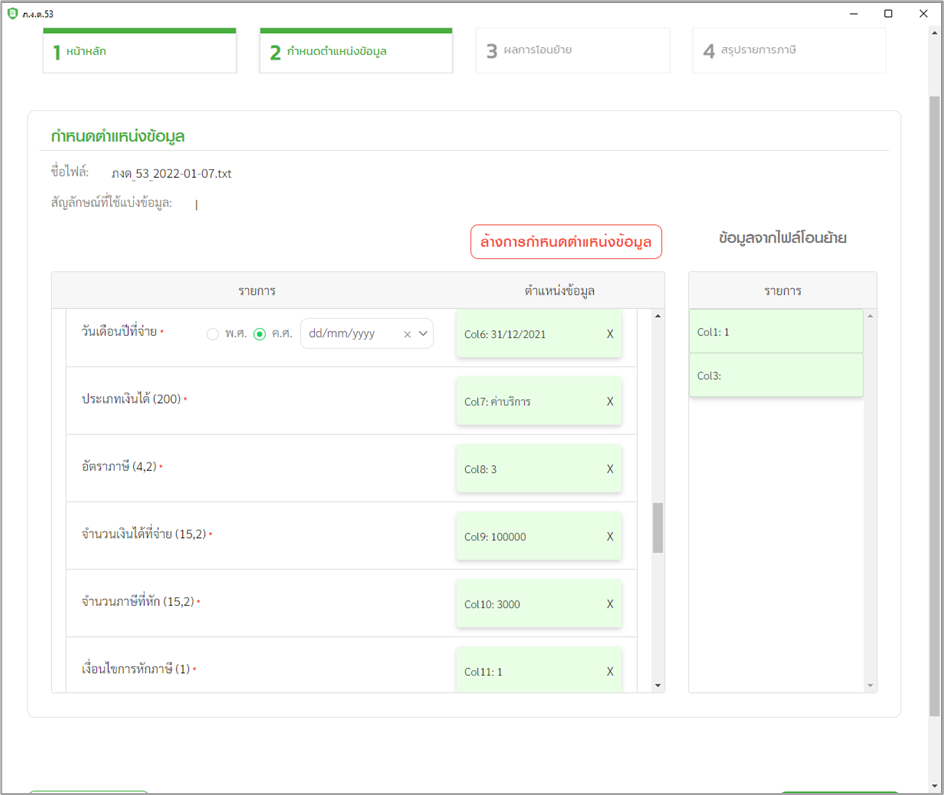 ภ.ง.ด.53
1 หน้าหลัก
2 กำหนดตำแหน่งข้อมูล
3 ผลการโอนย้าย
4 สรุปรายการภาษี
กำหนดตำแหน่งข้อมูล
ชื่อไฟล์: ภงด_53_2022-01-07.txt
สัญลักษณ์ที่ใช้แบ่งข้อมูล: |
ล้างการกำหนดตำแหน่งข้อมูล
ข้อมูลจากไฟล์โอนย้าย
รายการ ตำแหน่งข้อมูล
รายการ
วันเดือนปีที่จ่าย * พ.ศ. ค.ศ. dd/mm/yyyy × Col6: 31/12/2021 X
Col1: 1
Col3:
ประเภทเงินได้ (200) * Col7: ค่าบริการ X
อัตราภาษี (4,2) * Col8: 3 X
จำนวนเงินได้ที่จ่าย (15,2) * Col9: 100000 X
จำนวนภาษีที่หัก (15,2) * Col10: 3000 X
เงื่อนไขการหักภาษี (1) * Col11: 1 X